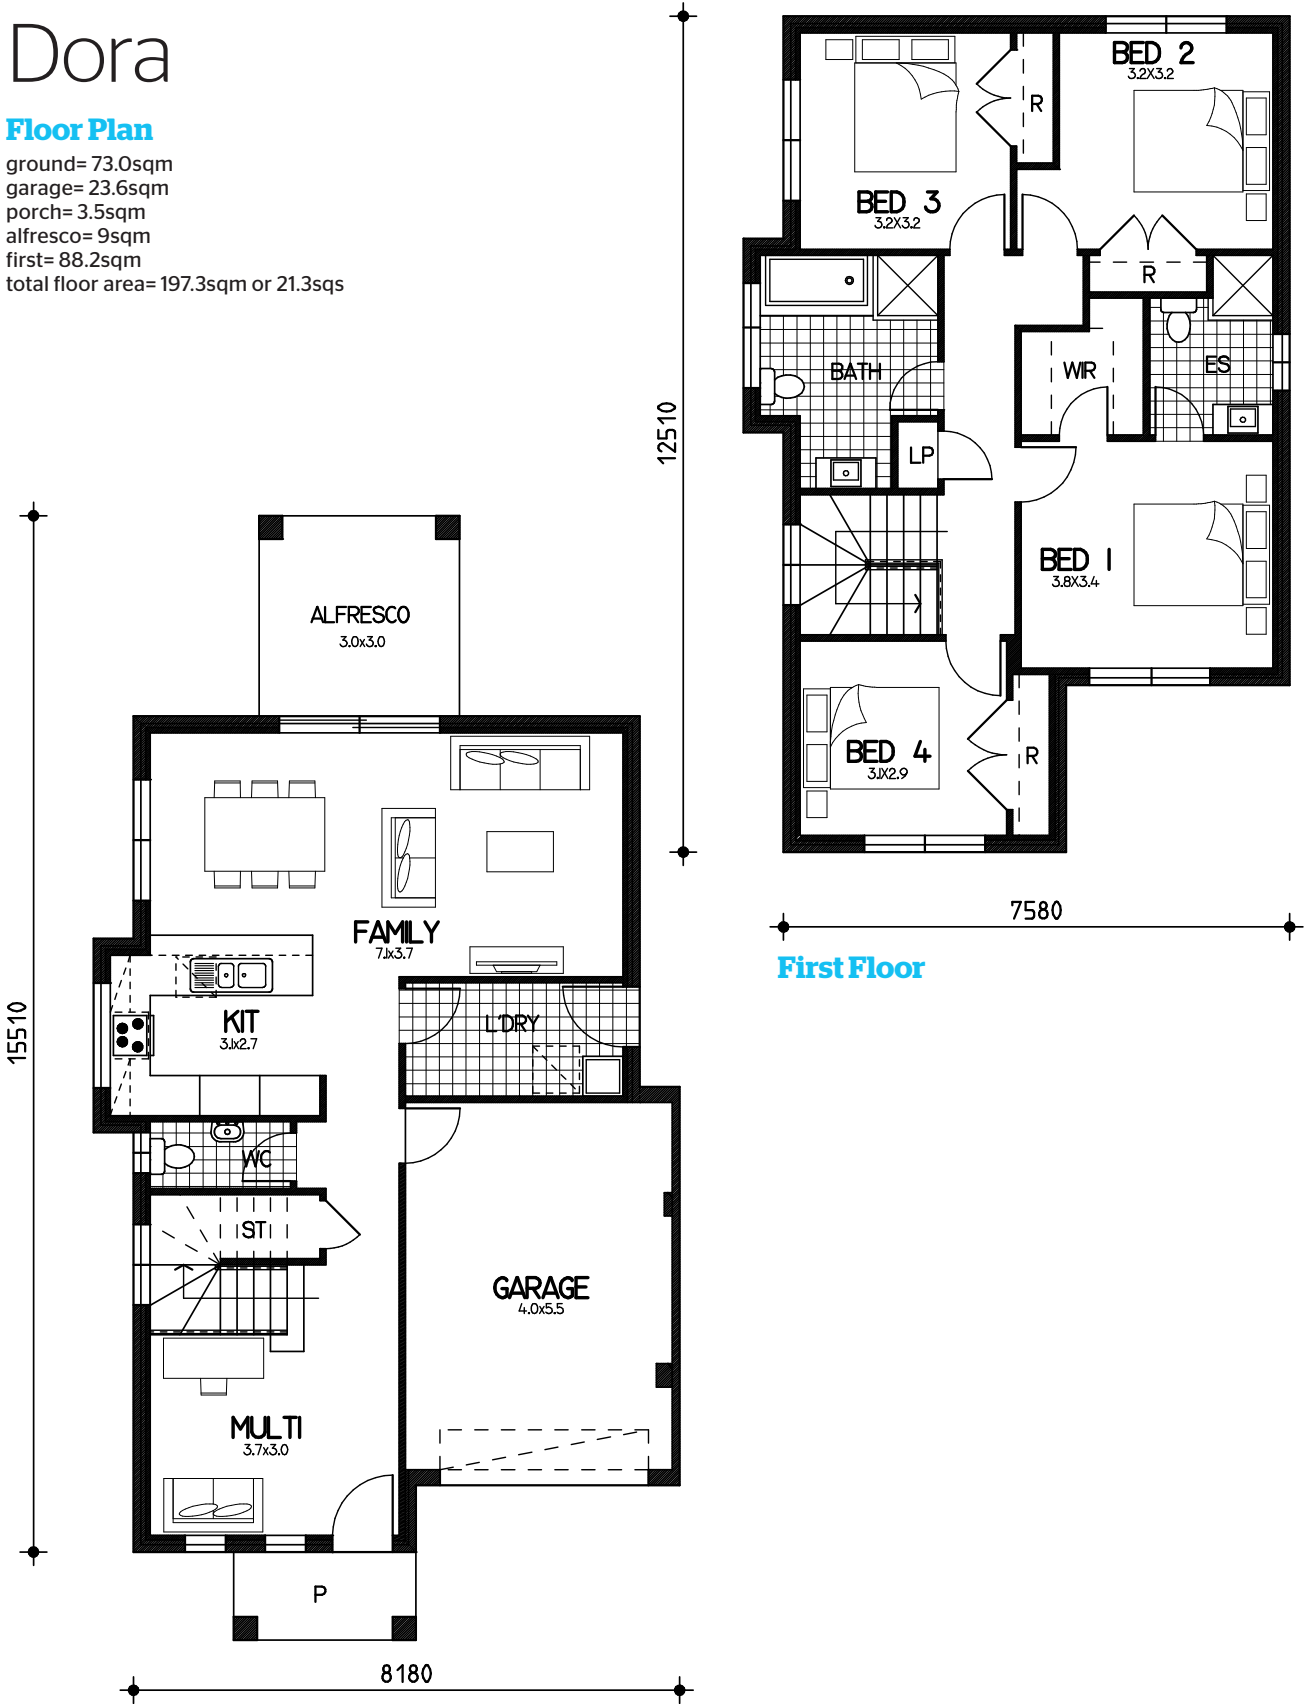 Dora
Floor Plan
ground= 73.0sqm
garage= 23.6sqm
porch= 3.5sqm
alfresco= 9sqm
first= 88.2sqm
total floor area= 197.3sqm or 21.3sqs
12510
BED 3
3.2X3.2
R
BED 2
3.2X3.2
R
BATH
WIR
ES
LP
BED 1
3.8X3.4
BED 4
3.1X2.9
R
7580
First Floor
15510
ALFRESCO
3.0x3.0
FAMILY
7.1x3.7
KIT
3.1x2.7
L'DRY
WC
ST
GARAGE
4.0x5.5
MULTI
3.7x3.0
P
8180